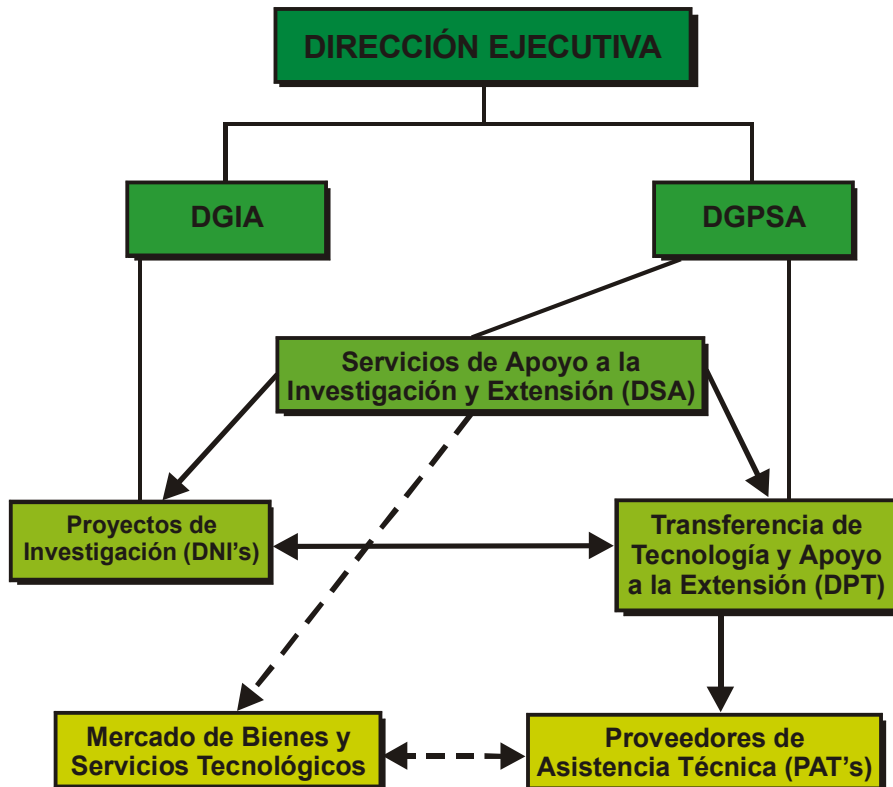 DIRECCIÓN EJECUTIVA
DGIA
DGPSA
Servicios de Apoyo a la
Investigación y Extensión (DSA)
Proyectos de
Investigación (DNI's)
Transferencia de
Tecnología y Apoyo
a la Extensión (DPT)
Mercado de Bienes y
Servicios Tecnológicos
Proveedores de
Asistencia Técnica (PAT's)